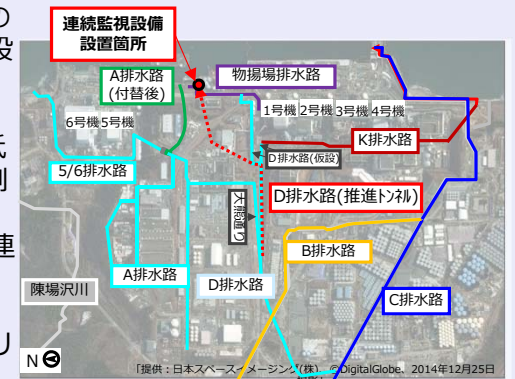 の
設
連続監視設備
設置箇所
A排水路
(付替後)
物揚場排水路
6号機
5号機
1号機
2号機
3号機
4号機
K排水路
D排水路(仮設)
5/6排水路
D排水路(推進ﾄﾝﾈﾙ)
大熊通り
連
B排水路
A排水路
D排水路
C排水路
陳場沢川
リ
N
「提供：日本スペースイメージング(株)、©DigitalGlobe、2014年12月25日